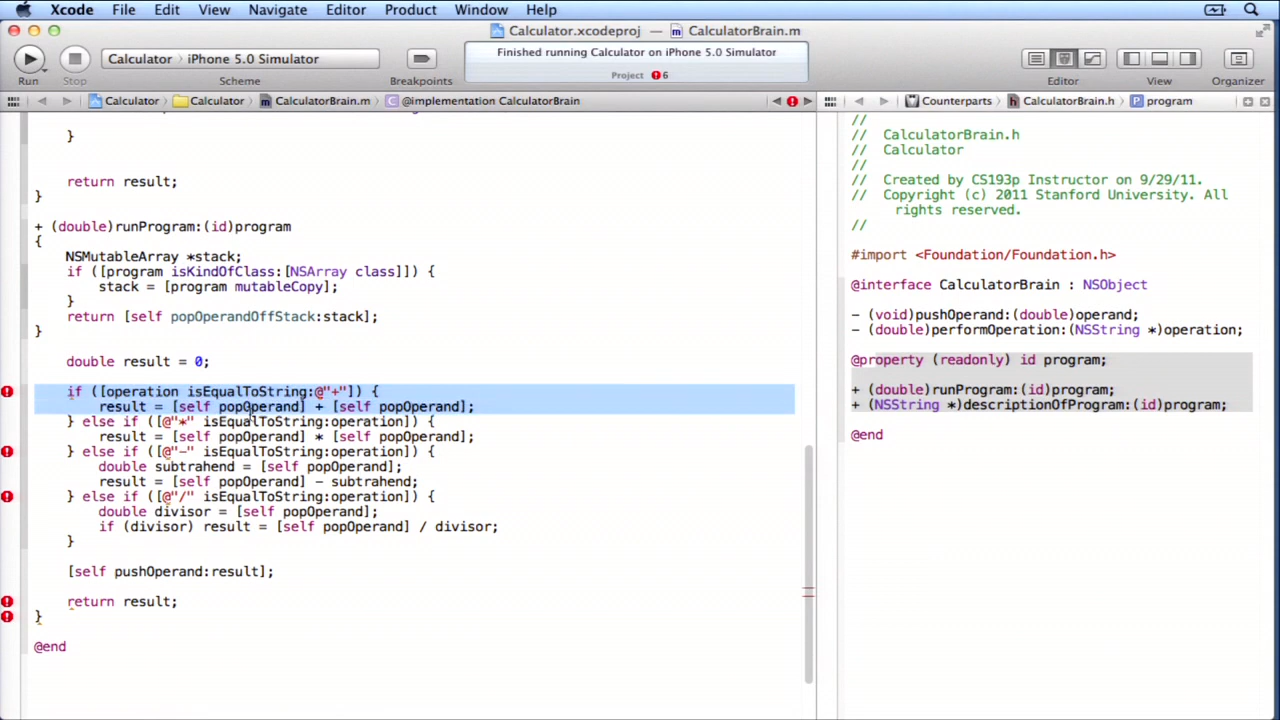 Xcode File Edit View Navigate Editor Product Window Help
Calculator.xcodeproj — m CalculatorBrain.m
Calculator › iPhone 5.0 Simulator
Finished running Calculator on iPhone 5.0 Simulator
Project 6
Run Stop Scheme Breakpoints Editor View Organizer
Calculator Calculator CalculatorBrain.m @implementation CalculatorBrain
Counterparts CalculatorBrain.h program
}
return result;
}
+ (double)runProgram:(id)program
{
NSMutableArray *stack;
if ([program isKindOfClass:[NSArray class]]) {
stack = [program mutableCopy];
}
return [self popOperandOffStack:stack];
}
double result = 0;
if ([operation isEqualToString:@"+"]) {
result = [self popOperand] + [self popOperand];
} else if ([@"*" isEqualToString:operation]) {
result = [self popOperand] * [self popOperand];
} else if ([@"-" isEqualToString:operation]) {
double subtrahend = [self popOperand];
result = [self popOperand] - subtrahend;
} else if ([@"/" isEqualToString:operation]) {
double divisor = [self popOperand];
if (divisor) result = [self popOperand] / divisor;
}
[self pushOperand:result];
return result;
}
@end
//
// CalculatorBrain.h
// Calculator
//
// Created by CS193p Instructor on 9/29/11.
// Copyright (c) 2011 Stanford University. All
rights reserved.
//
#import <Foundation/Foundation.h>
@interface CalculatorBrain : NSObject
- (void)pushOperand:(double)operand;
- (double)performOperation:(NSString *)operation;
@property (readonly) id program;
+ (double)runProgram:(id)program;
+ (NSString *)descriptionOfProgram:(id)program;
@end